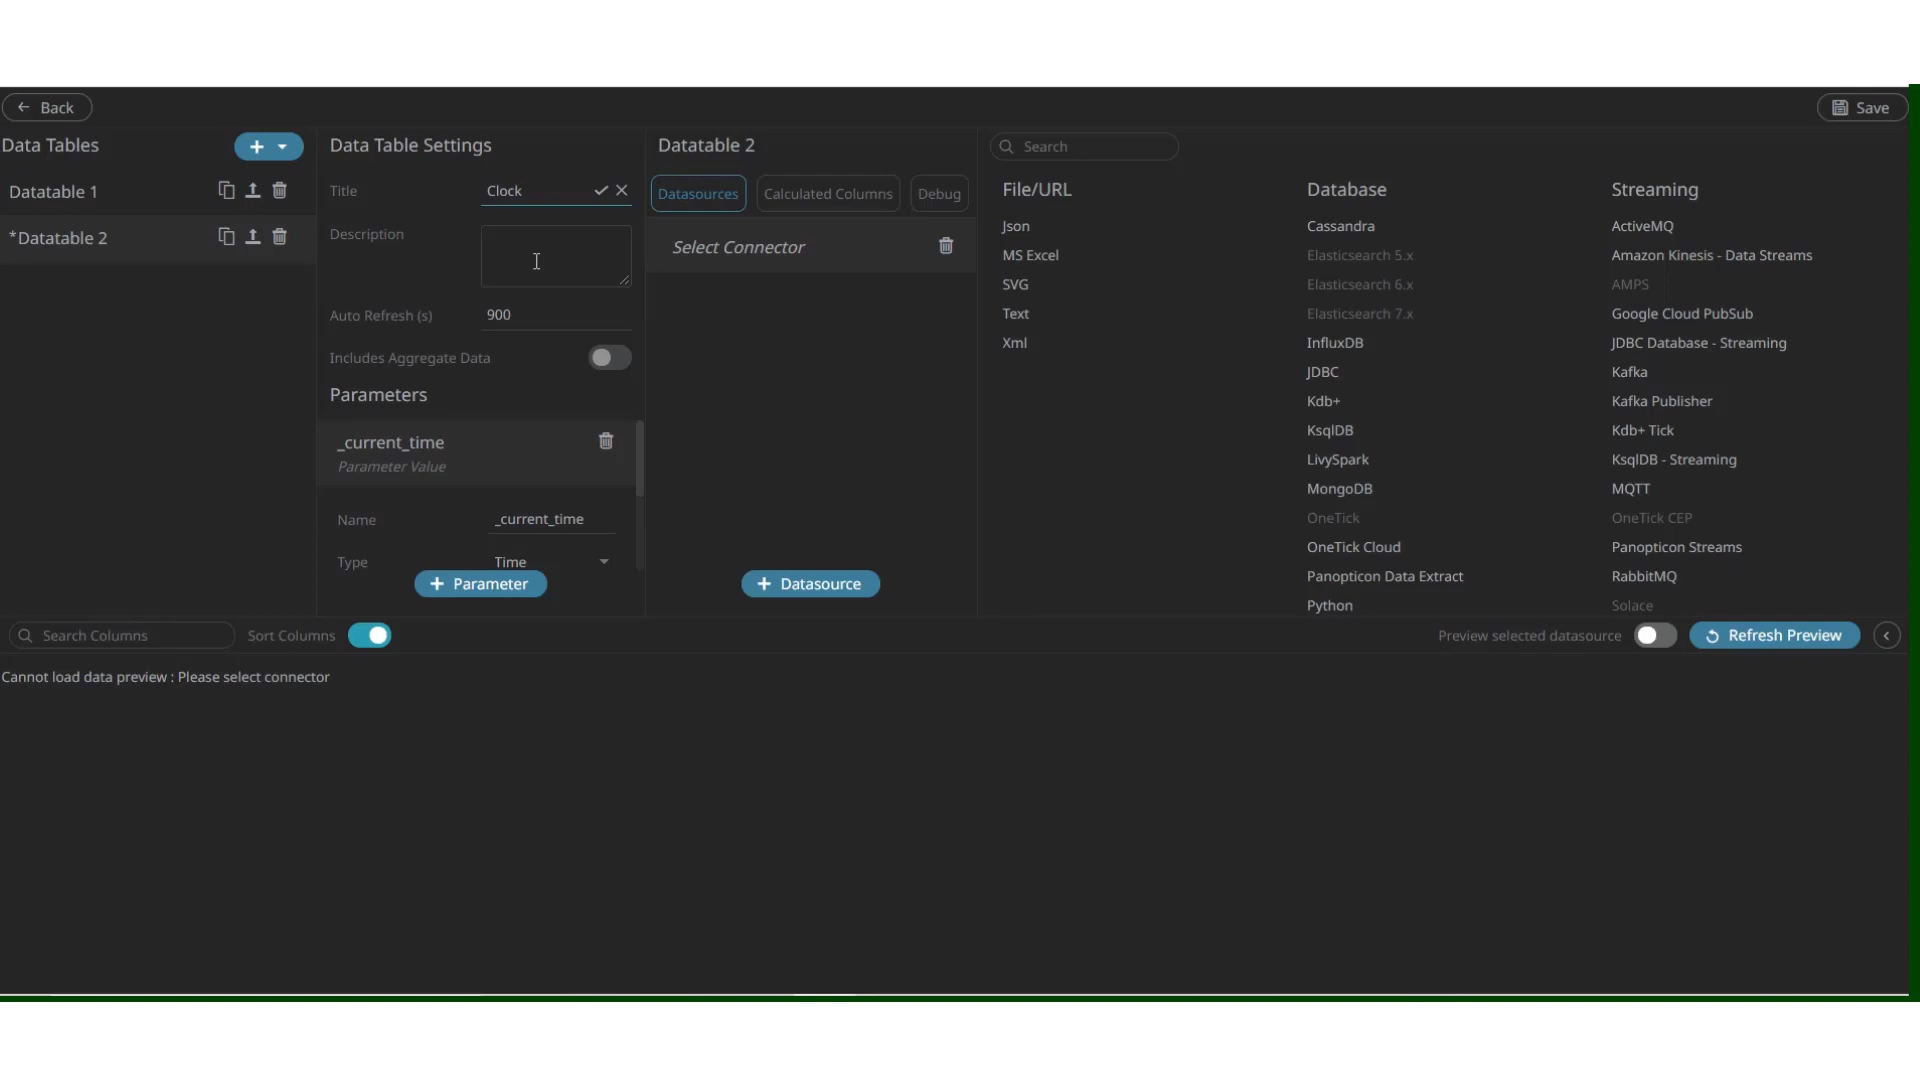 Back
Save
Data Tables
Datatable 1
*Datatable 2
Data Table Settings
Title
Clock
Description
Auto Refresh (s)
900
Includes Aggregate Data
Parameters
_current_time
Parameter Value
Name
_current_time
Type
Time
Parameter
Datatable 2
Datasources
Calculated Columns
Debug
Select Connector
Datasource
Search
File/URL
Json
MS Excel
SVG
Text
Xml
Database
Cassandra
Elasticsearch 5.x
Elasticsearch 6.x
Elasticsearch 7.x
InfluxDB
JDBC
Kdb+
KsqlDB
LivySpark
MongoDB
OneTick
OneTick Cloud
Panopticon Data Extract
Python
Streaming
ActiveMQ
Amazon Kinesis - Data Streams
AMPS
Google Cloud PubSub
JDBC Database - Streaming
Kafka
Kafka Publisher
Kdb+ Tick
KsqlDB - Streaming
MQTT
OneTick CEP
Panopticon Streams
RabbitMQ
Solace
Search Columns
Sort Columns
Preview selected datasource
Refresh Preview
Cannot load data preview : Please select connector